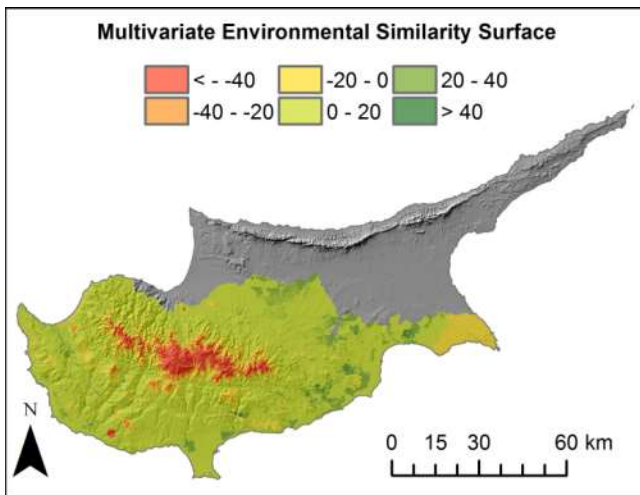 Multivariate Environmental Similarity Surface
< - -40 -20 - 0 20 - 40
-40 - -20 0 - 20 > 40
N
0 15 30 60 km